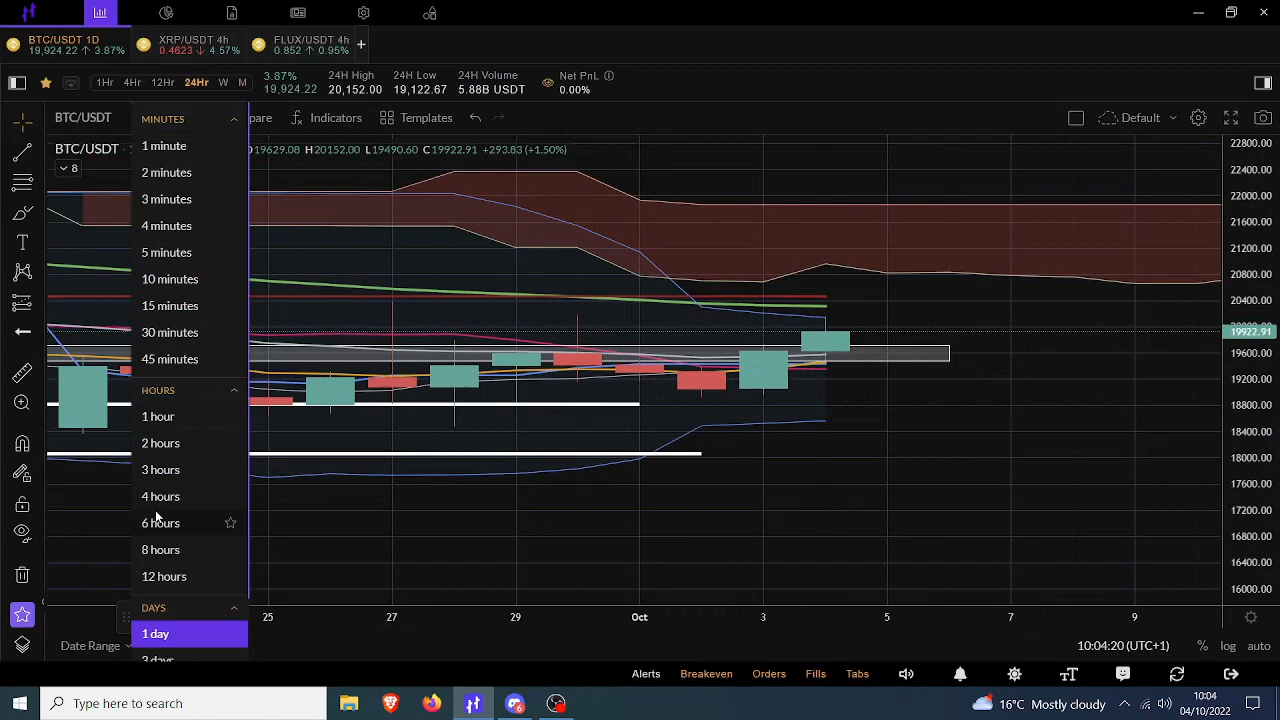 BTC/USDT 1D
19,924.22 ↑ 3.87%
XRP/USDT 4h
0.4623 ↓ 4.57%
FLUX/USDT 4h
0.852 ↑ 0.95%
+
1Hr 4Hr 12Hr 24Hr W M
3.87%
19,924.22
24H High
20,152.00
24H Low
19,122.67
24H Volume
5.88B USDT
Net PnL
0.00%
BTC/USDT
pare
Indicators
Templates
Default
BTC/USDT
19629.08 H20152.00 L19490.60 C19922.91 +293.83 (+1.50%)
8
MINUTES
1 minute
2 minutes
3 minutes
4 minutes
5 minutes
10 minutes
15 minutes
30 minutes
45 minutes
HOURS
1 hour
2 hours
3 hours
4 hours
6 hours
8 hours
12 hours
DAYS
1 day
22800.00
22400.00
22000.00
21600.00
21200.00
20800.00
20400.00
19922.91
19600.00
19200.00
18800.00
18400.00
18000.00
17600.00
17200.00
16800.00
16400.00
16000.00
25 27 29 Oct 3 5 7 9
Date Range
10:04:20 (UTC+1) % log auto
Alerts Breakeven Orders Fills Tabs
Type here to search
16°C Mostly cloudy
10:04
04/10/2022